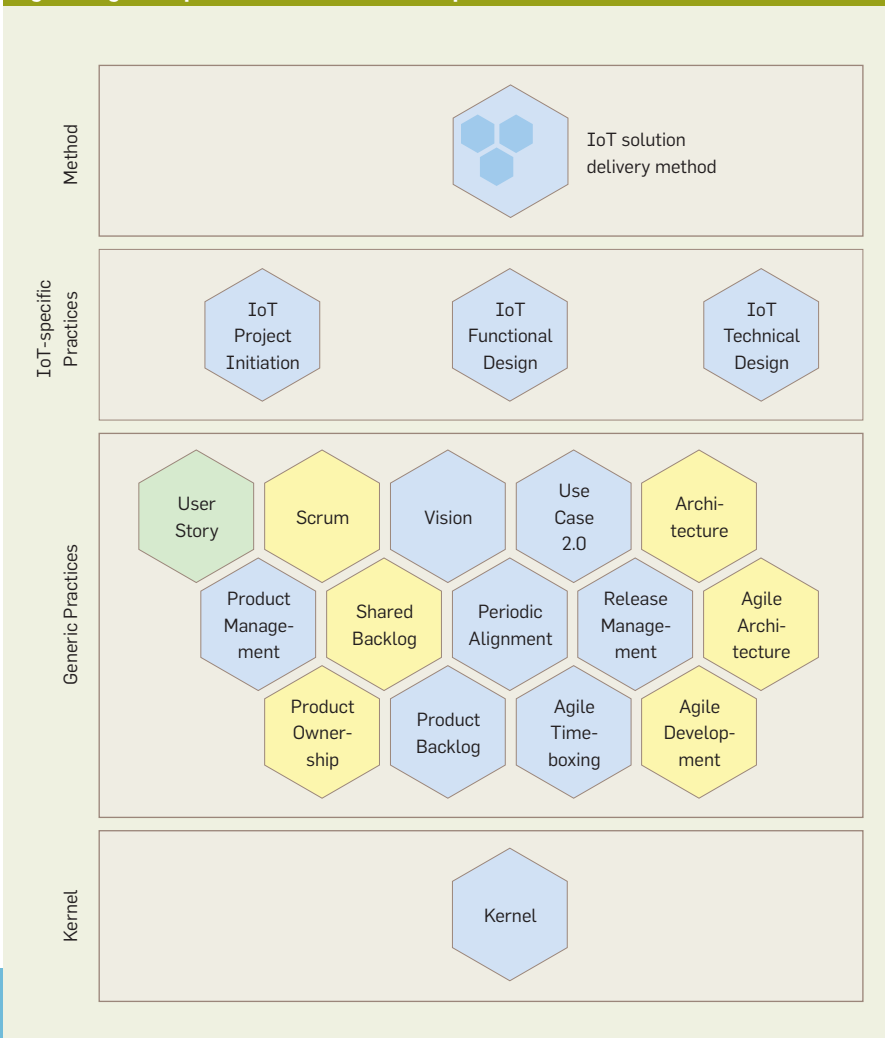 Method
IoT solution
delivery method
IoT-specific
Practices
IoT
Project
Initiation
IoT
Functional
Design
IoT
Technical
Design
Generic Practices
User
Story
Scrum
Vision
Use
Case
2.0
Archi-
tecture
Product
Manage-
ment
Shared
Backlog
Periodic
Alignment
Release
Manage-
ment
Agile
Archi-
tecture
Product
Owner-
ship
Product
Backlog
Agile
Time-
boxing
Agile
Develop-
ment
Kernel
Kernel